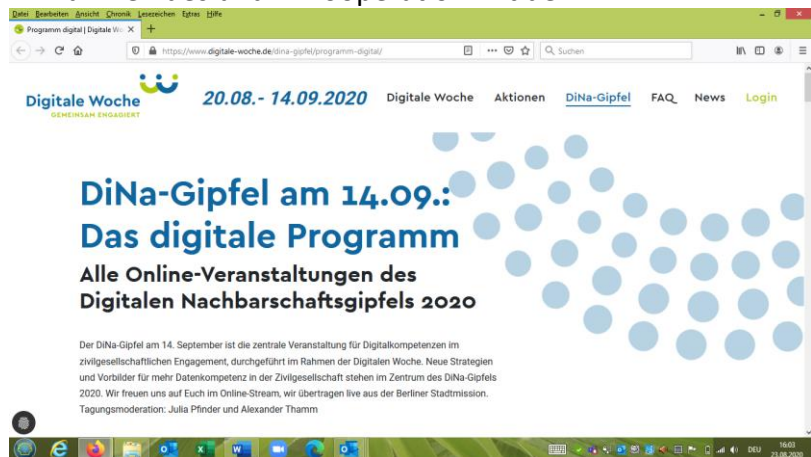 Datei Bearbeiten Ansicht Chronik Lesezeichen Extras Hilfe
Programm digital | Digitale Wo
https://www.digitale-woche.de/dina-gipfel/programm-digital/
Suchen
Digitale Woche
GEMEINSAM ENGAGIERT
20.08.- 14.09.2020
Digitale Woche Aktionen DiNa-Gipfel FAQ News Login
DiNa-Gipfel am 14.09.:
Das digitale Programm
Alle Online-Veranstaltungen des
Digitalen Nachbarschaftsgipfels 2020
Der DiNa-Gipfel am 14. September ist die zentrale Veranstaltung für Digitalkompetenzen im
zivilgesellschaftlichen Engagement, durchgeführt im Rahmen der Digitalen Woche. Neue Strategien
und Vorbilder für mehr Datenkompetenz in der Zivilgesellschaft stehen im Zentrum des DiNa-Gipfels
2020. Wir freuen uns auf Euch im Online-Stream, wir übertragen live aus der Berliner Stadtmission.
Tagungsmoderation: Julia Pfinder und Alexander Thamm
DEU
16:03
23.08.2020